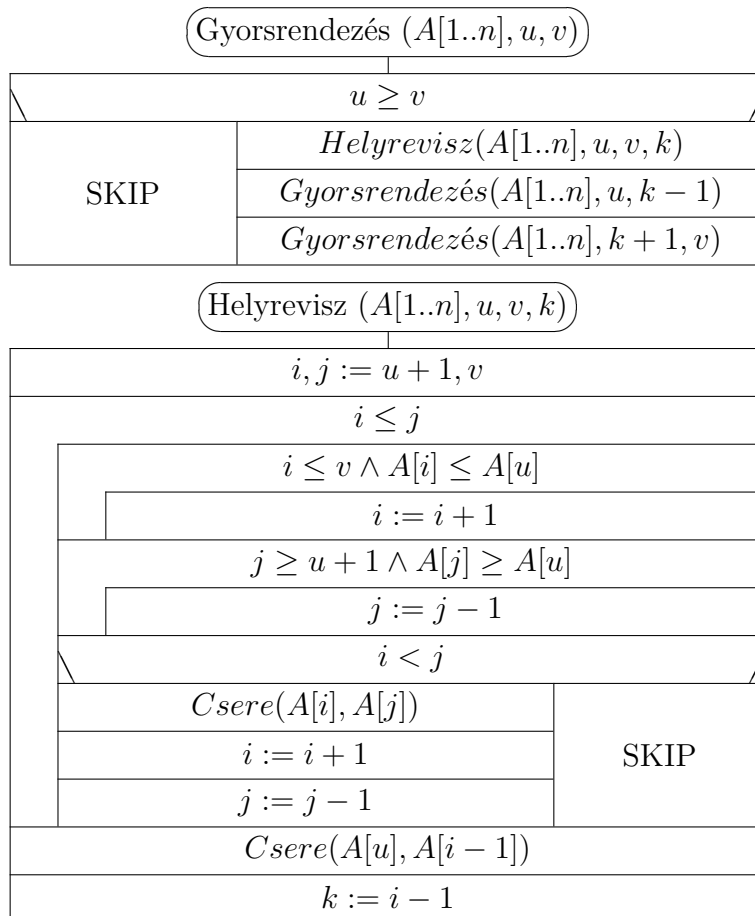 Gyorsrendezés (A[1..n], u, v)
u ≥ v
SKIP
Helyrevisz(A[1..n], u, v, k)
Gyorsrendezés(A[1..n], u, k − 1)
Gyorsrendezés(A[1..n], k + 1, v)
Helyrevisz (A[1..n], u, v, k)
i, j := u + 1, v
i ≤ j
i ≤ v ∧ A[i] ≤ A[u]
i := i + 1
j ≥ u + 1 ∧ A[j] ≥ A[u]
j := j − 1
i < j
Csere(A[i], A[j])
i := i + 1
SKIP
j := j − 1
Csere(A[u], A[i − 1])
k := i − 1